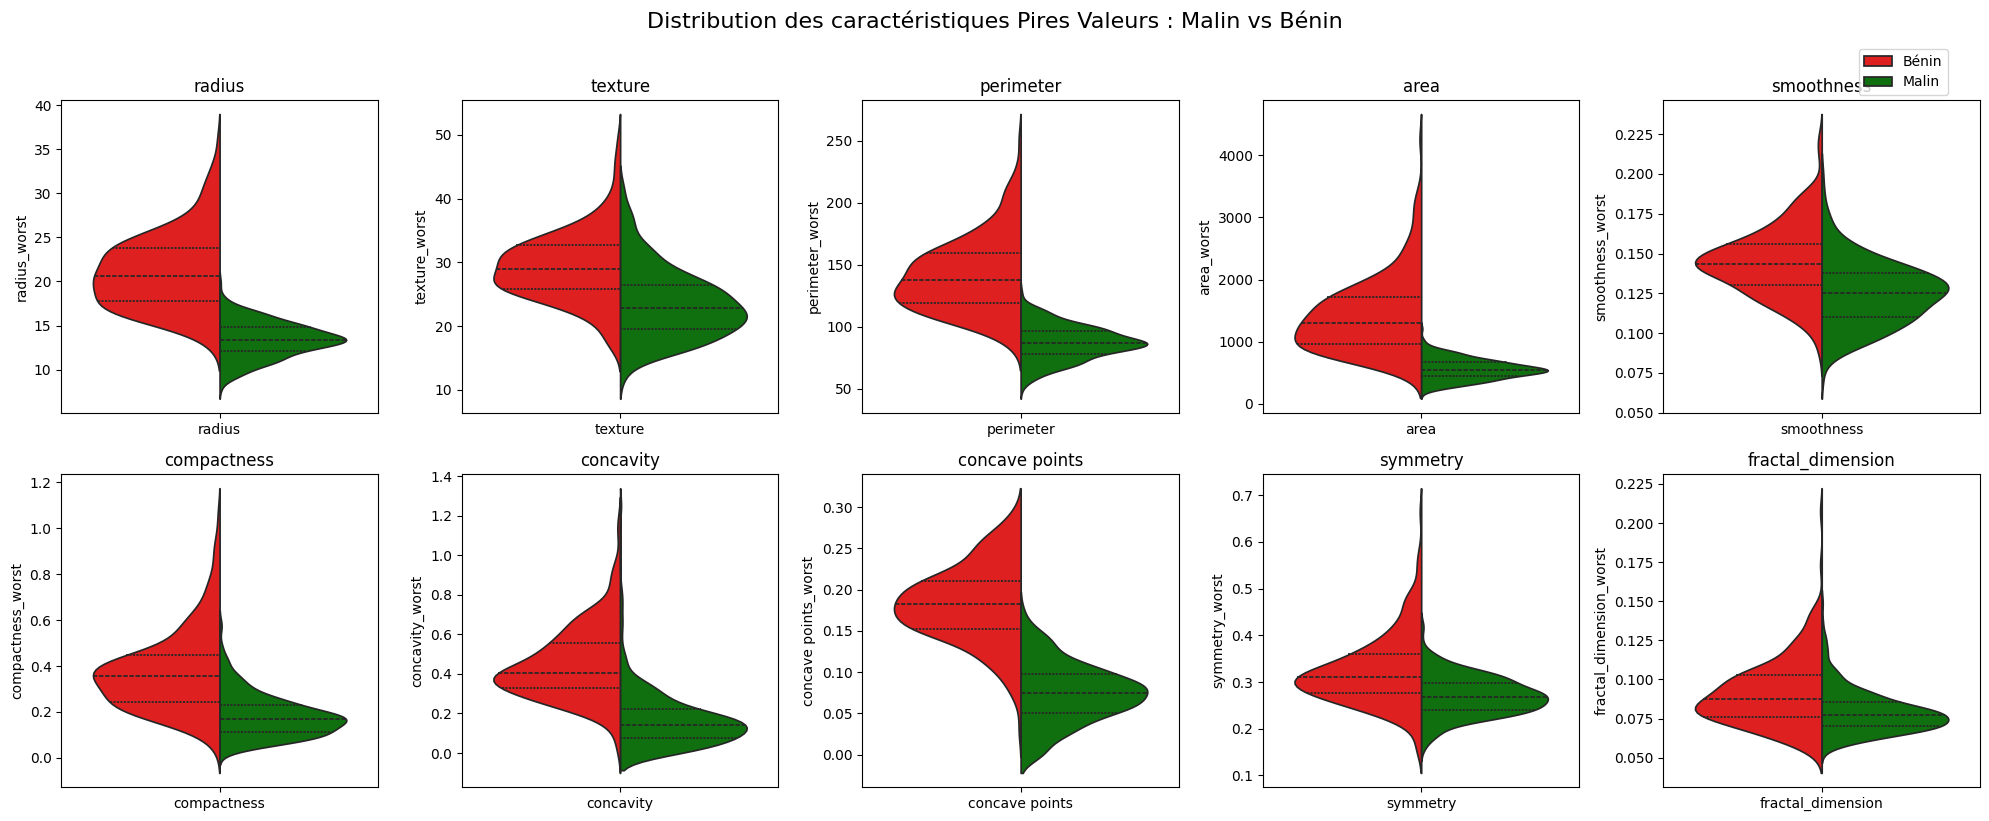 Distribution des caractéristiques Pires Valeurs : Malin vs Bénin
Bénin
Malin
radius
texture
perimeter
area
smoothness
radius_worst
40
35
30
25
20
15
10
radius
texture_worst
50
40
30
20
10
texture
perimeter_worst
250
200
150
100
50
perimeter
area_worst
4000
3000
2000
1000
0
area
smoothness_worst
0.225
0.200
0.175
0.150
0.125
0.100
0.075
0.050
smoothness
compactness
concavity
concave points
symmetry
fractal_dimension
compactness_worst
1.2
1.0
0.8
0.6
0.4
0.2
0.0
compactness
concavity_worst
1.4
1.2
1.0
0.8
0.6
0.4
0.2
0.0
concavity
concave points_worst
0.30
0.25
0.20
0.15
0.10
0.05
0.00
concave points
symmetry_worst
0.7
0.6
0.5
0.4
0.3
0.2
0.1
symmetry
fractal_dimension_worst
0.225
0.200
0.175
0.150
0.125
0.100
0.075
0.050
fractal_dimension